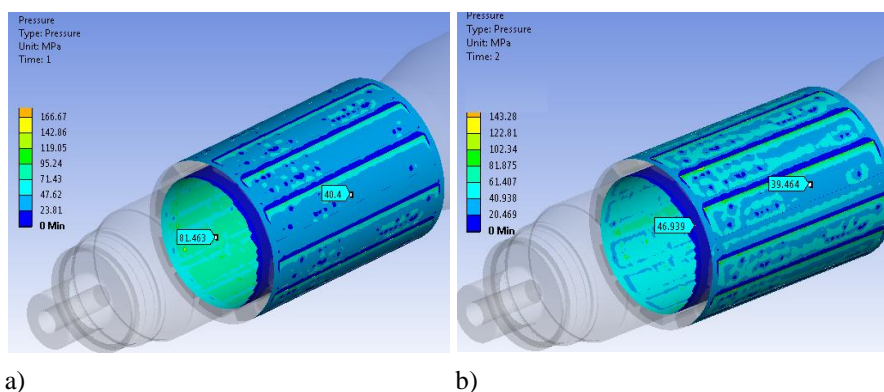 Pressure
Type: Pressure
Unit: MPa
Time: 1
166.67
142.86
119.05
95.24
71.43
47.62
23.81
0 Min
40.4
81.463
a)
Pressure
Type: Pressure
Unit: MPa
Time: 2
143.28
122.81
102.34
81.875
61.407
40.938
20.469
0 Min
39.464
46.939
b)